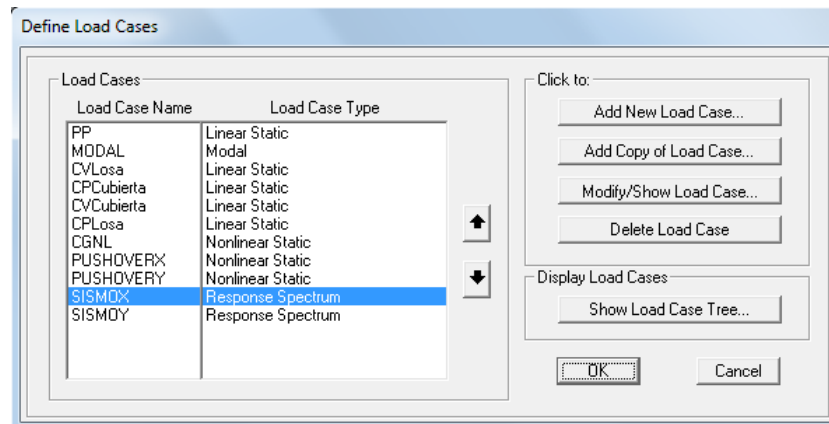 Define Load Cases
Load Cases
Load Case Name Load Case Type
PP Linear Static
MODAL Modal
CVLosa Linear Static
CPCubierta Linear Static
CVCubierta Linear Static
CPLosa Linear Static
CGNL Nonlinear Static
PUSHOVERX Nonlinear Static
PUSHOVERY Nonlinear Static
SISMOX Response Spectrum
SISMOY Response Spectrum
Click to:
Add New Load Case...
Add Copy of Load Case...
Modify/Show Load Case...
Delete Load Case
Display Load Cases
Show Load Case Tree...
OK Cancel